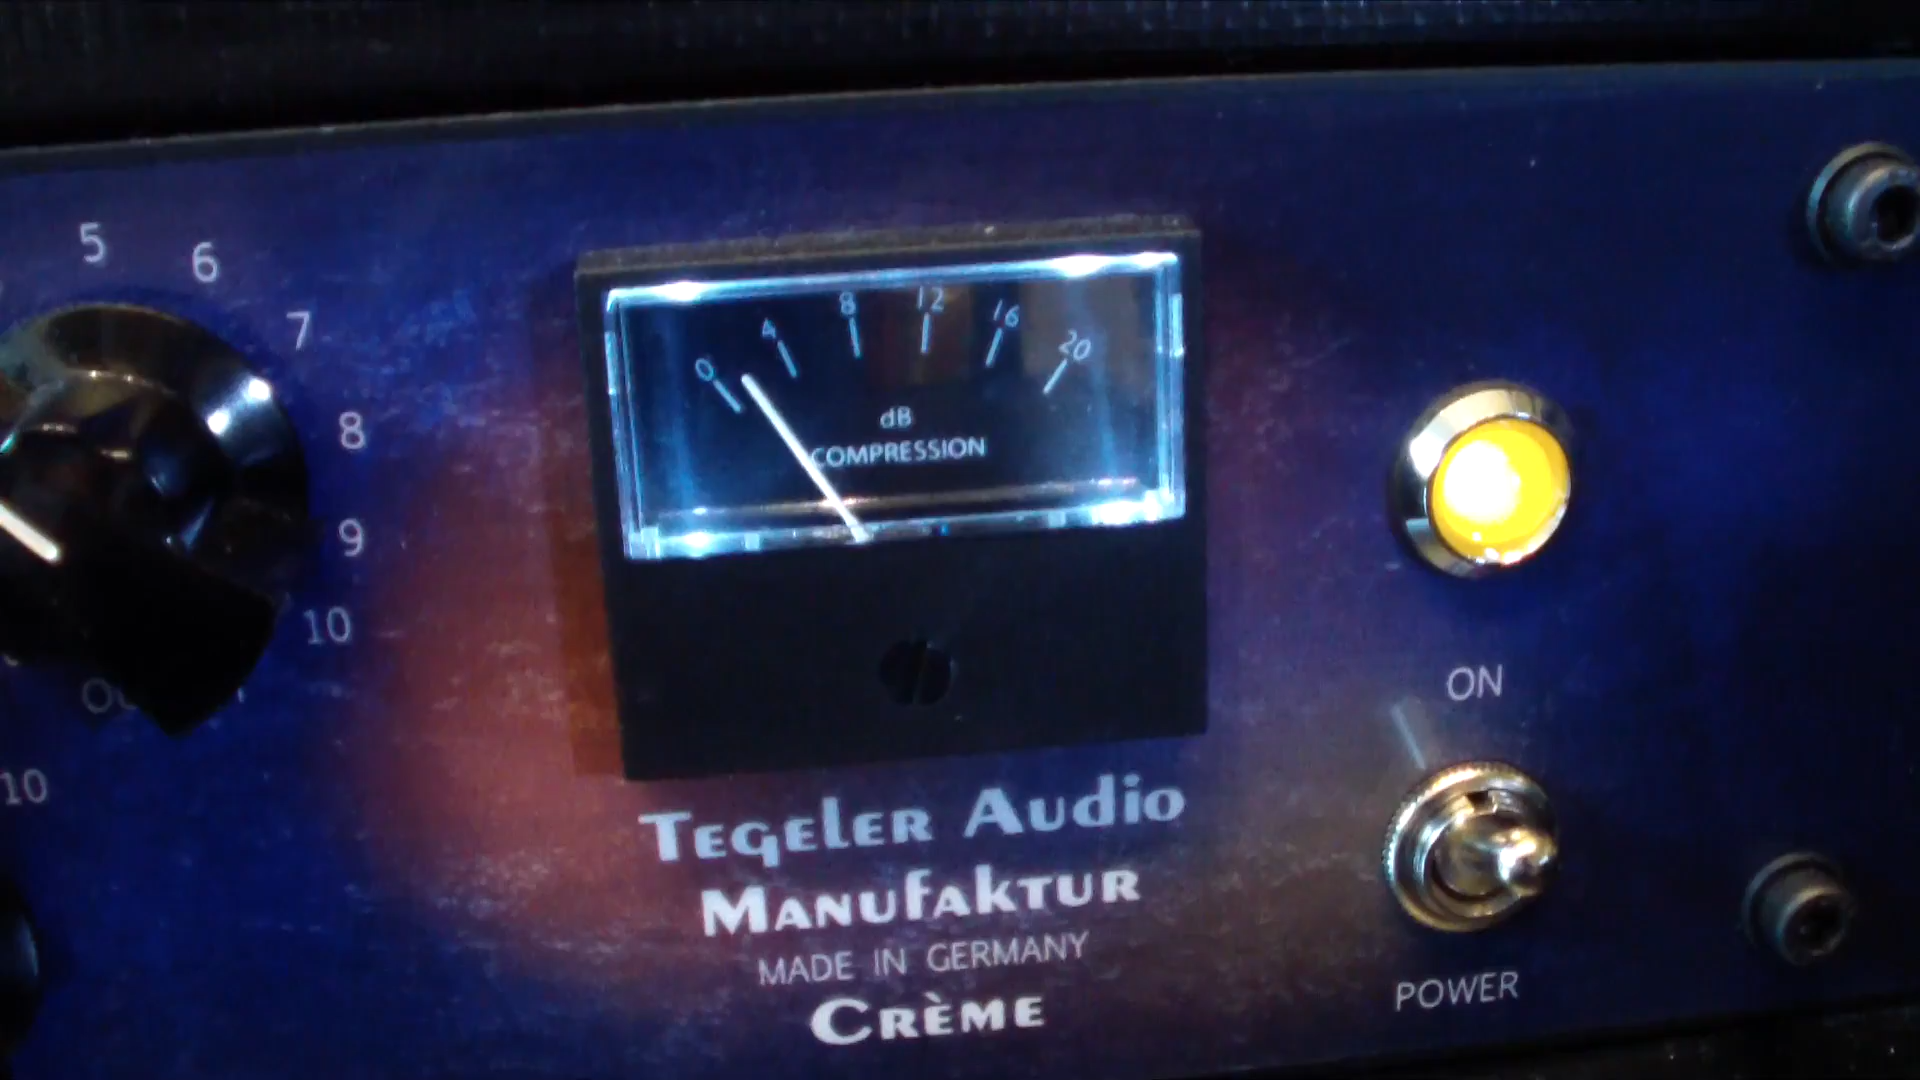 5
6
7
8
9
10
10
0 4 8 12 16 20
dB
COMPRESSION
TEGELER AUDIO
MANUFAKTUR
MADE IN GERMANY
CRÈME
ON
POWER